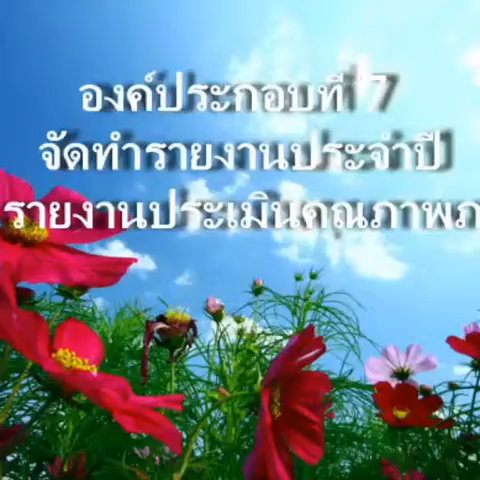 องค์ประกอบที่ 7
จัดทำรายงานประจำปี
รายงานประเมินคุณภาพภ